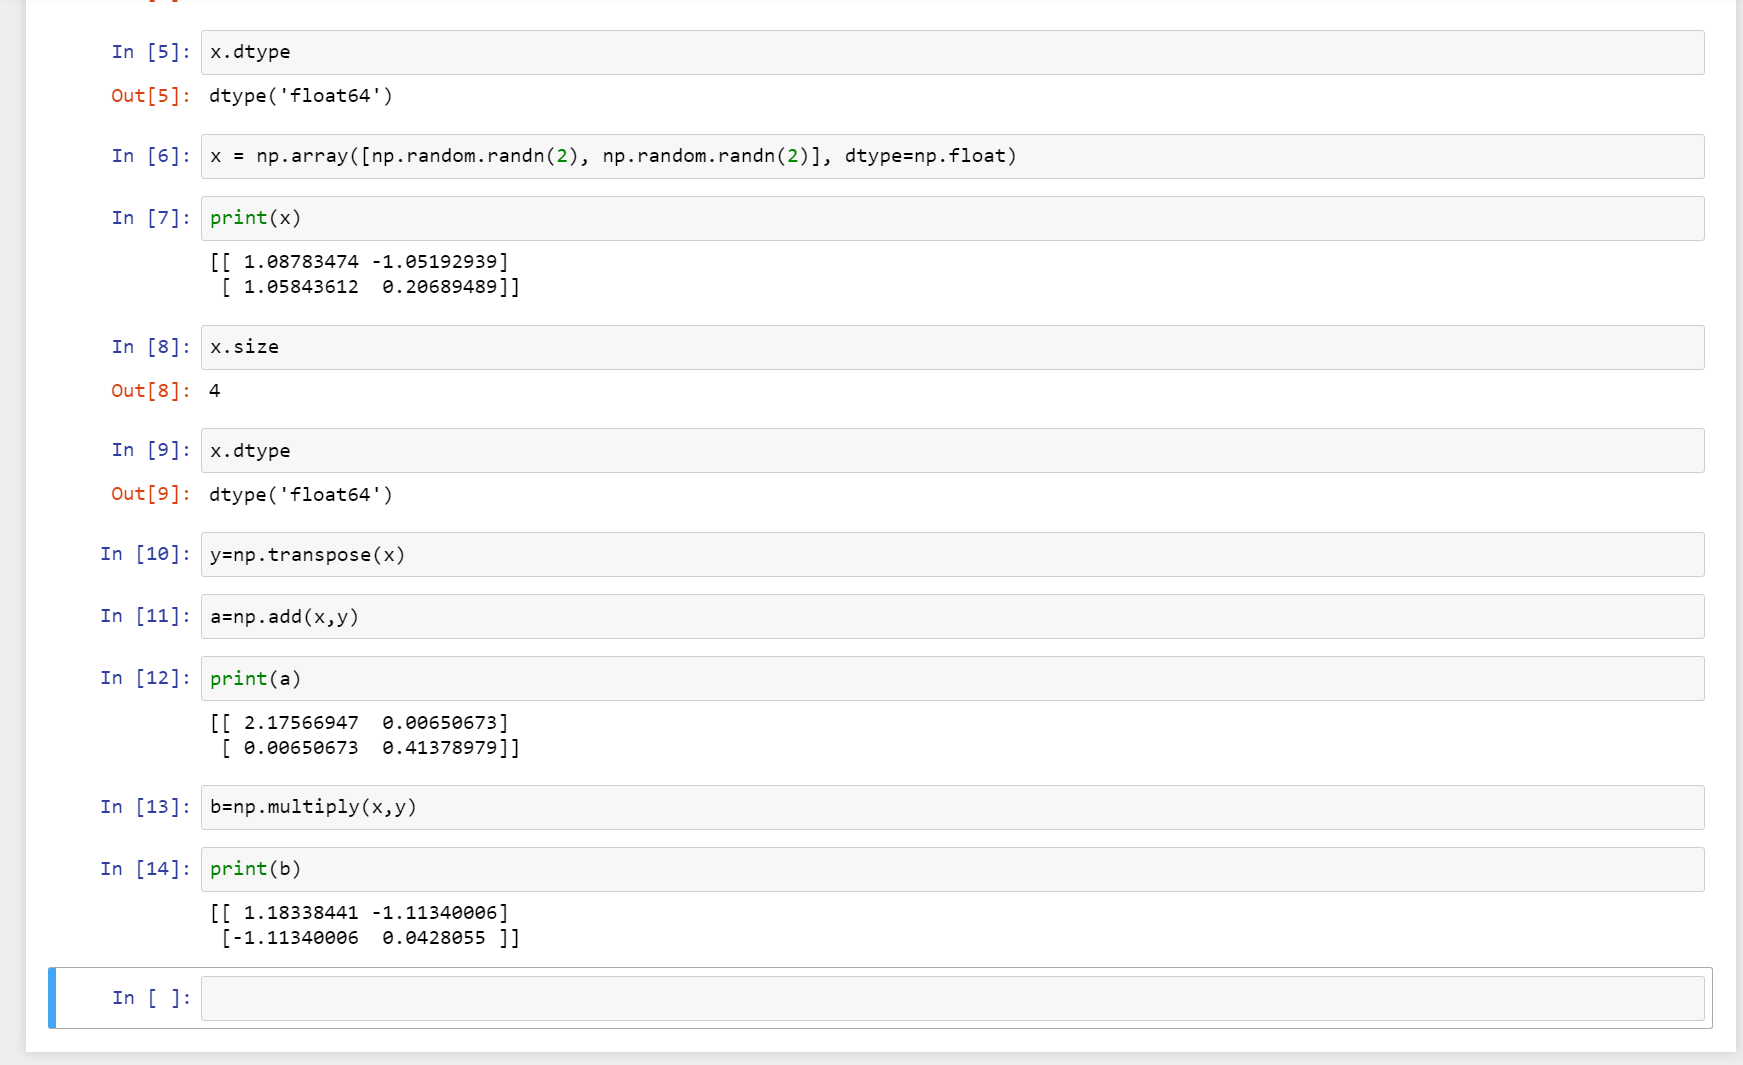 In [5]: x.dtype
Out[5]: dtype('float64')
In [6]: x = np.array([np.random.randn(2), np.random.randn(2)], dtype=np.float)
In [7]: print(x)
[[ 1.08783474 -1.05192939]
 [ 1.05843612  0.20689489]]
In [8]: x.size
Out[8]: 4
In [9]: x.dtype
Out[9]: dtype('float64')
In [10]: y=np.transpose(x)
In [11]: a=np.add(x,y)
In [12]: print(a)
[[ 2.17566947  0.00650673]
 [ 0.00650673  0.41378979]]
In [13]: b=np.multiply(x,y)
In [14]: print(b)
[[ 1.18338441 -1.11340006]
 [-1.11340006  0.0428055 ]]
In [ ]: